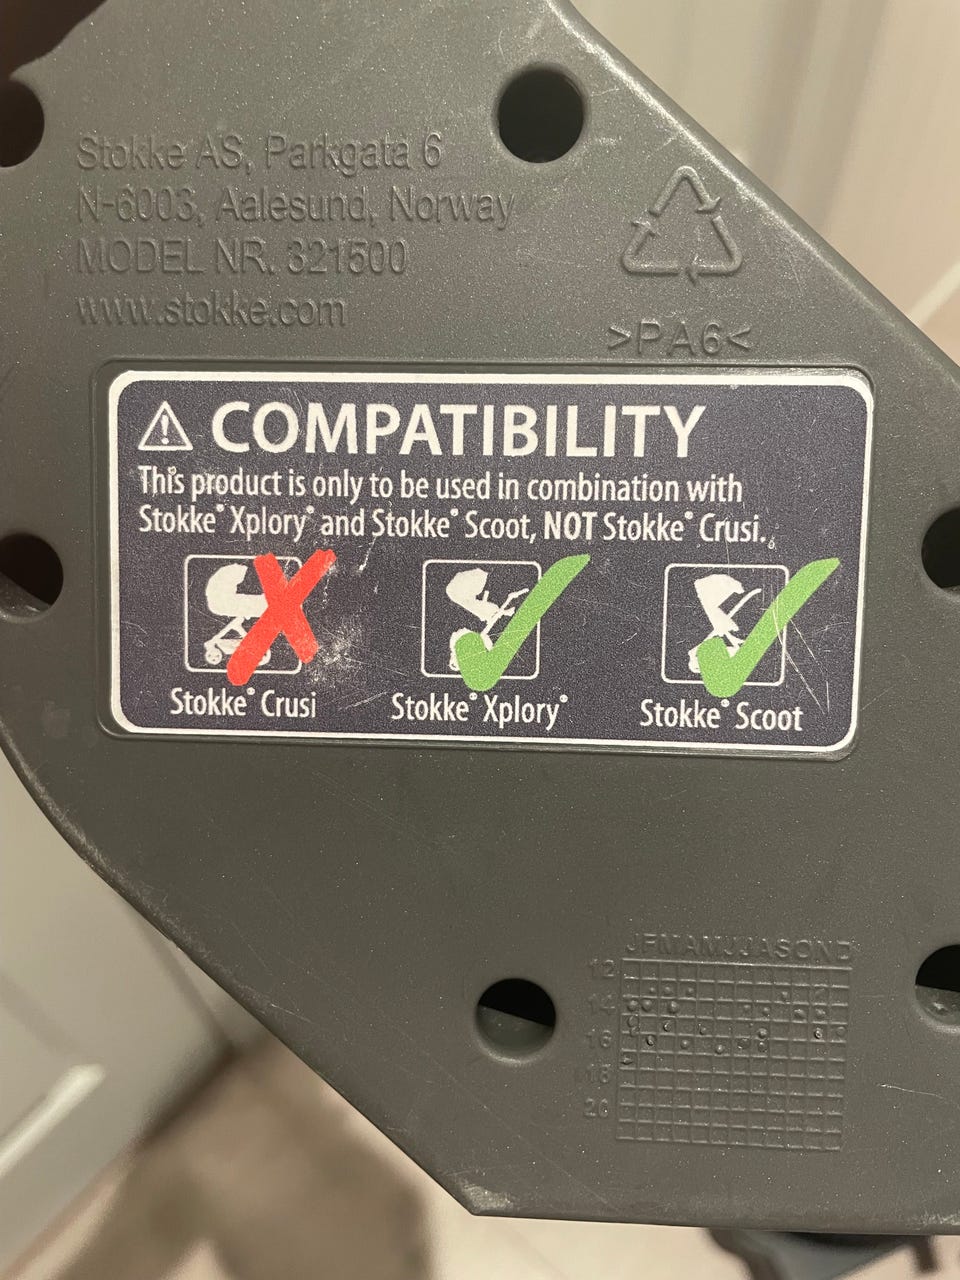 Stokke AS, Parkgata 6
N-6003, Aalesund, Norway
MODEL NR. 321500
www.stokke.com
>PA6<
⚠ COMPATIBILITY
This product is only to be used in combination with
Stokke® Xplory® and Stokke® Scoot, NOT Stokke® Crusi.
Stokke® Crusi
Stokke® Xplory®
Stokke® Scoot
JFMAMJJASOND
12
14
16
18
20